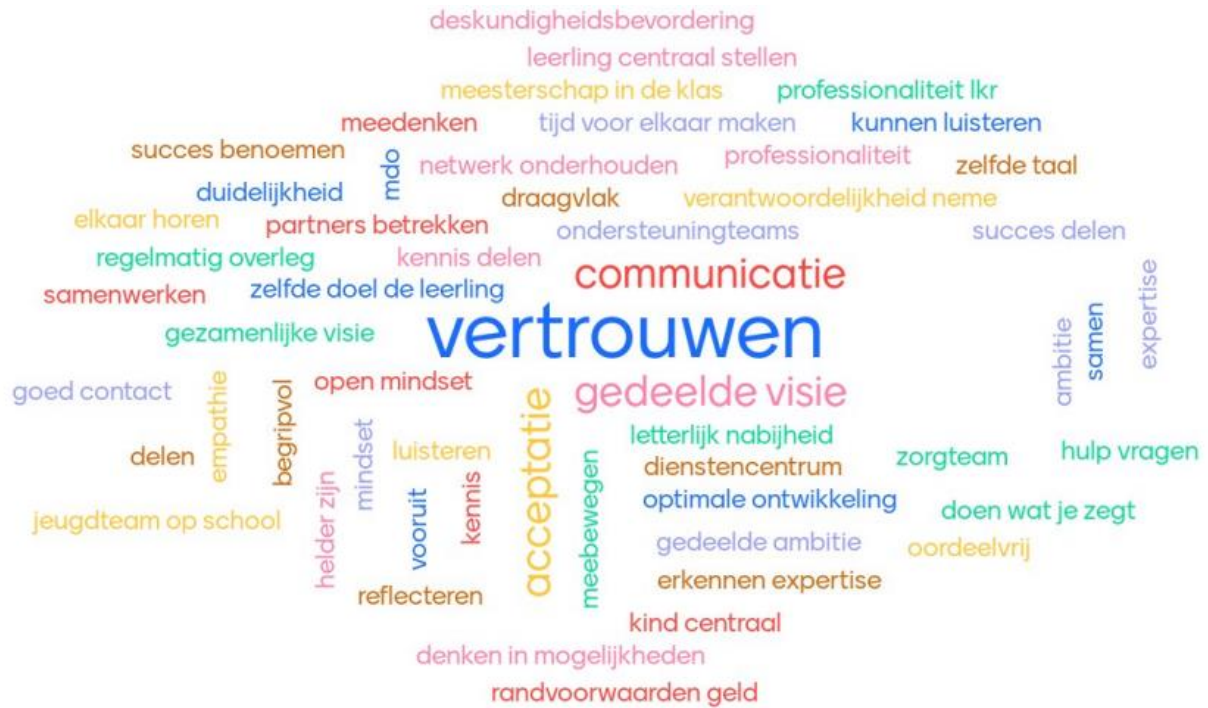 deskundigheidsbevordering
leerling centraal stellen
meesterschap in de klas
professionaliteit lkr
meedenken
tijd voor elkaar maken
kunnen luisteren
succes benoemen
mdo
netwerk onderhouden
professionaliteit
zelfde taal
duidelijkheid
draagvlak
verantwoordelijkheid neme
elkaar horen
partners betrekken
ondersteuningteams
succes delen
regelmatig overleg
kennis delen
communicatie
samenwerken
zelfde doel de leerling
expertise
gezamenlijke visie
vertrouwen
ambitie
samen
goed contact
empathie
begripvol
open mindset
gedeelde visie
acceptatie
delen
mindset
luisteren
letterlijk nabijheid
dienstencentrum
zorgteam
hulp vragen
jeugdteam op school
helder zijn
vooruit
kennis
meebewegen
optimale ontwikkeling
doen wat je zegt
gedeelde ambitie
oordeelvrij
reflecteren
erkennen expertise
kind centraal
denken in mogelijkheden
randvoorwaarden geld